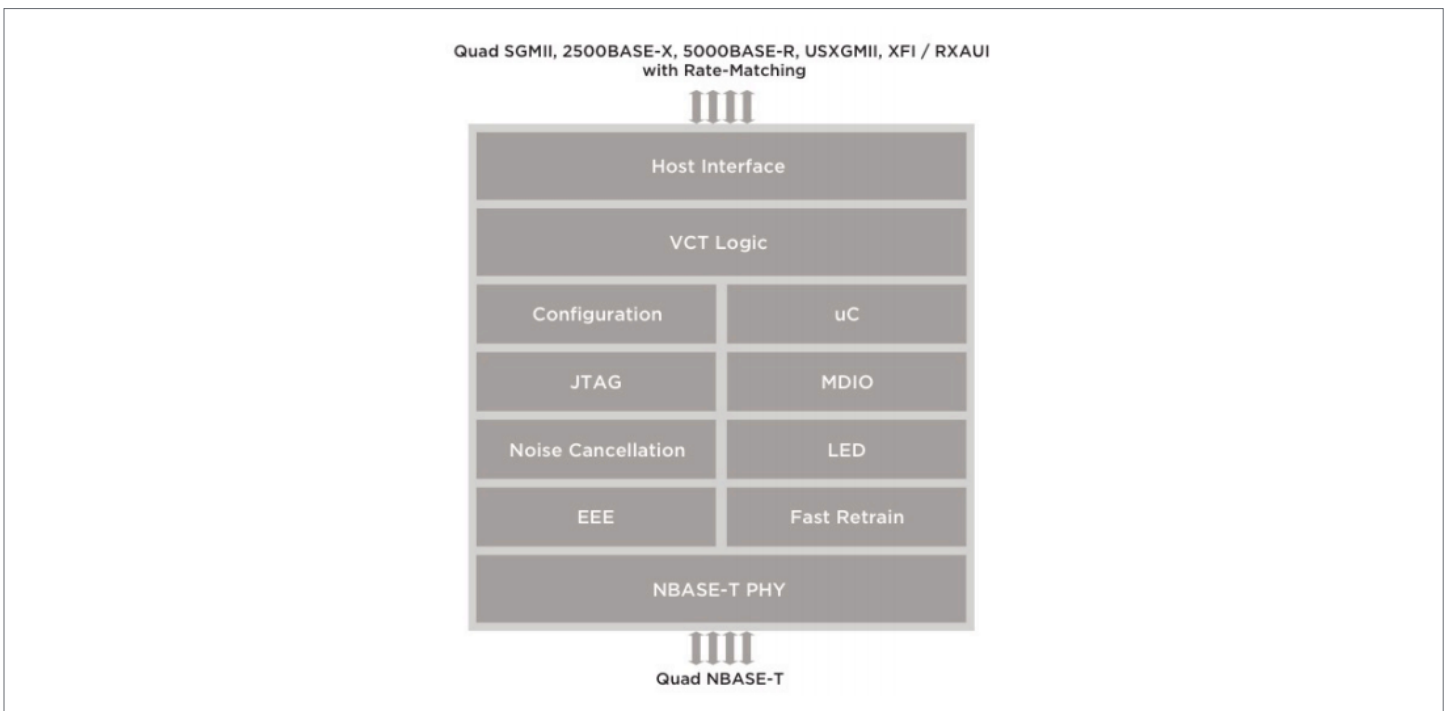 Quad SGMII, 2500BASE-X, 5000BASE-R, USXGMII, XFI / RXAUI
with Rate-Matching
Host Interface
VCT Logic
Configuration
uC
JTAG
MDIO
Noise Cancellation
LED
EEE
Fast Retrain
NBASE-T PHY
Quad NBASE-T